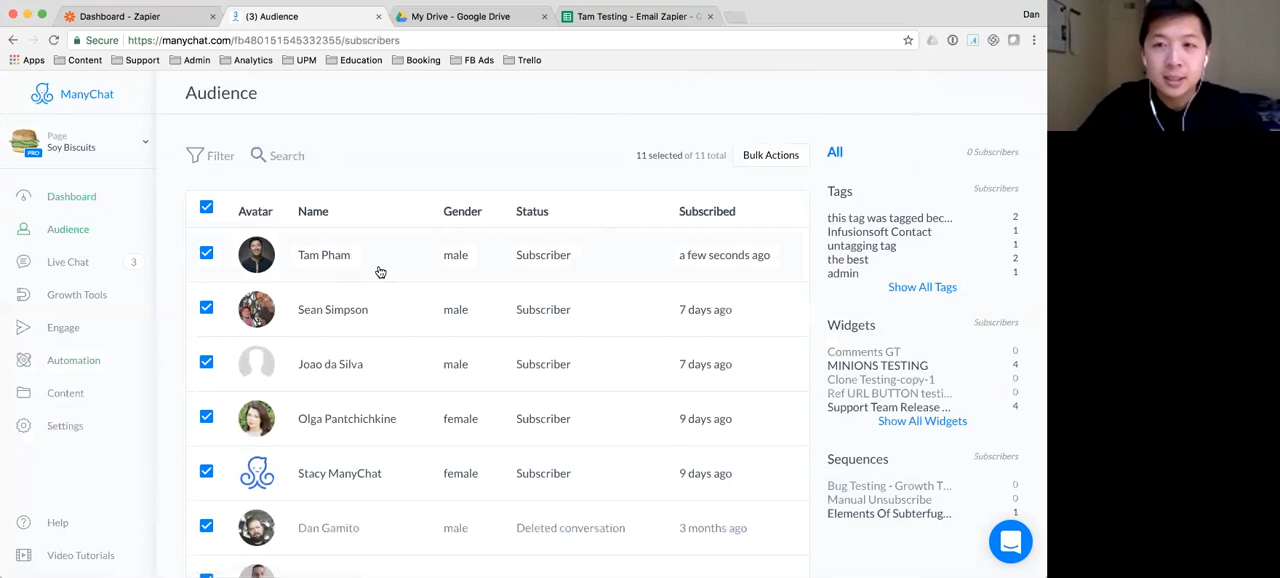 Dashboard - Zapier
(3) Audience
My Drive - Google Drive
Tam Testing - Email Zapier - G
Dan
Secure
https://manychat.com/fb480151545332355/subscribers
Apps
Content
Support
Admin
Analytics
UPM
Education
Booking
FB Ads
Trello
ManyChat
Page
Soy Biscuits
PRO
Dashboard
Audience
Live Chat
3
Growth Tools
Engage
Automation
Content
Settings
Help
Video Tutorials
Audience
Filter
Search
11 selected of 11 total
Bulk Actions
Avatar Name Gender Status Subscribed
Tam Pham male Subscriber a few seconds ago
Sean Simpson male Subscriber 7 days ago
Joao da Silva male Subscriber 7 days ago
Olga Pantchichkine female Subscriber 9 days ago
Stacy ManyChat female Subscriber 9 days ago
Dan Gamito male Deleted conversation 3 months ago
All 0 Subscribers
Tags Subscribers
this tag was tagged bec... 2
Infusionsoft Contact 1
untagging tag 1
the best 2
admin 1
Show All Tags
Widgets Subscribers
Comments GT 0
MINIONS TESTING 4
Clone Testing-copy-1 0
Ref URL BUTTON testi... 0
Support Team Release ... 4
Show All Widgets
Sequences Subscribers
Bug Testing - Growth T... 0
Manual Unsubscribe 0
Elements Of Subterfug... 1